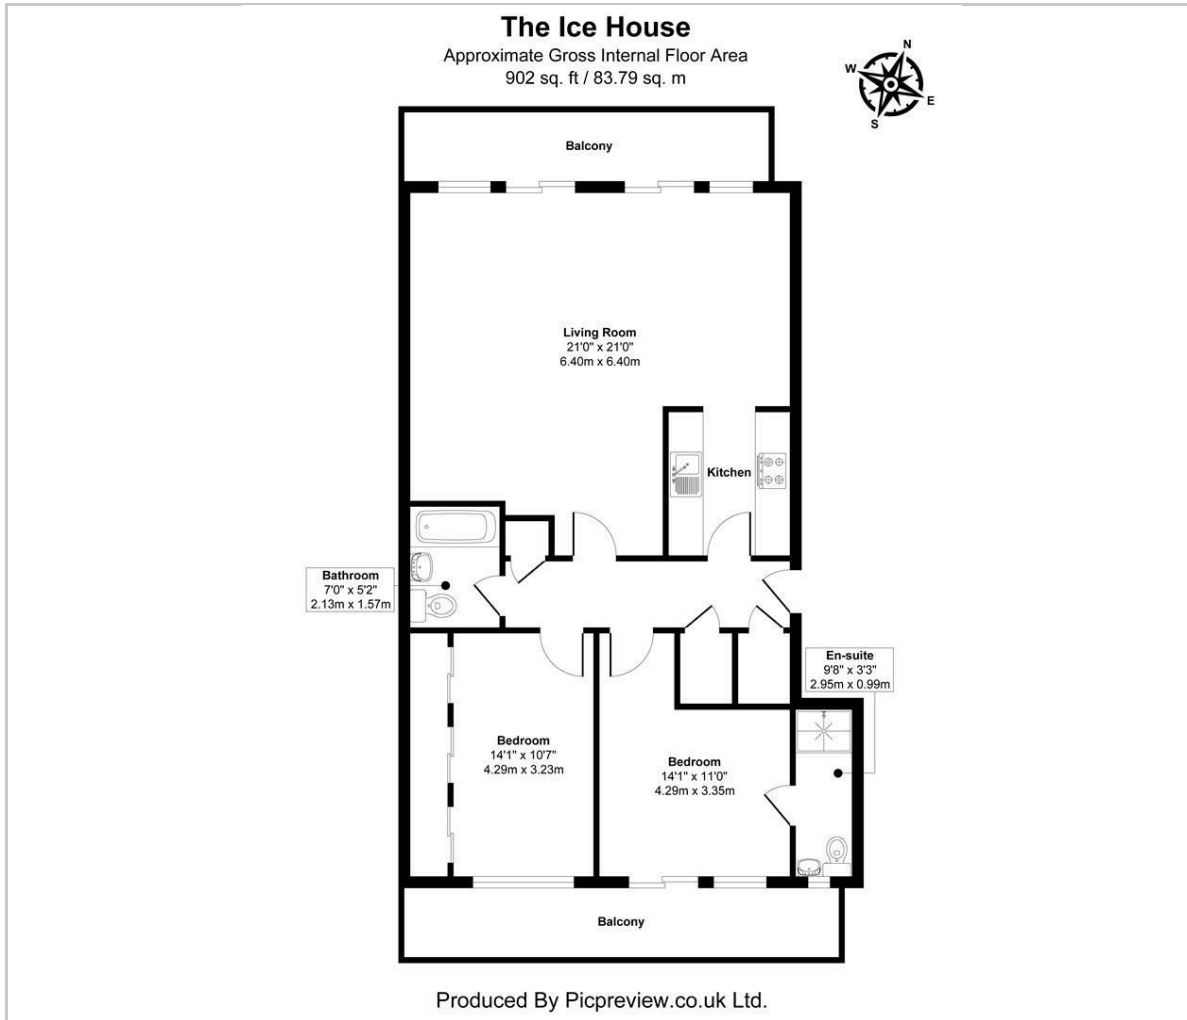 The Ice House
Approximate Gross Internal Floor Area
902 sq. ft / 83.79 sq. m
N
W
E
S
Balcony
Living Room
21'0" x 21'0"
6.40m x 6.40m
Kitchen
Bathroom
7'0" x 5'2"
2.13m x 1.57m
En-suite
9'8" x 3'3"
2.95m x 0.99m
Bedroom
14'1" x 10'7"
4.29m x 3.23m
Bedroom
14'1" x 11'0"
4.29m x 3.35m
Balcony
Produced By Picpreview.co.uk Ltd.